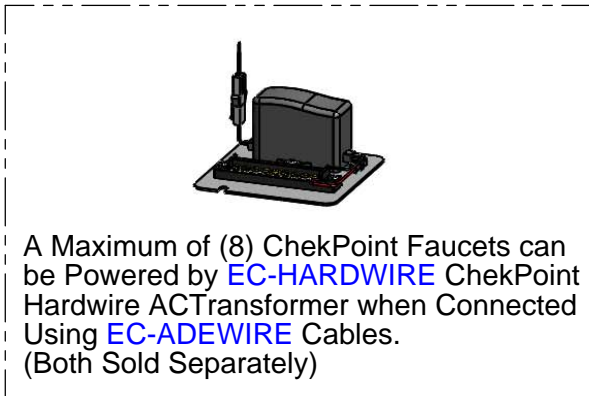 A Maximum of (8) ChekPoint Faucets can
be Powered by EC-HARDWIRE ChekPoint
Hardwire ACTransformer when Connected
Using EC-ADEWIRE Cables.
(Both Sold Separately)